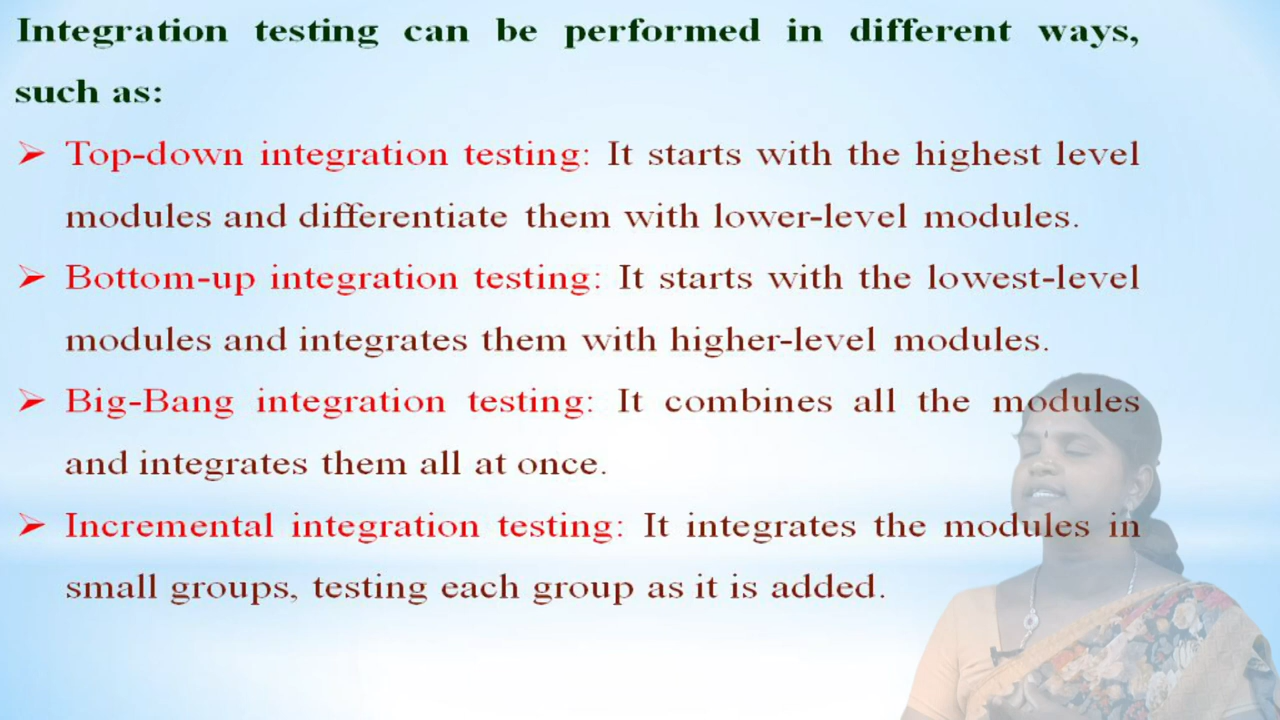 Integration testing can be performed in different ways,
such as:
➢ Top-down integration testing: It starts with the highest level
modules and differentiate them with lower-level modules.
➢ Bottom-up integration testing: It starts with the lowest-level
modules and integrates them with higher-level modules.
➢ Big-Bang integration testing: It combines all the modules
and integrates them all at once.
➢ Incremental integration testing: It integrates the modules in
small groups, testing each group as it is added.